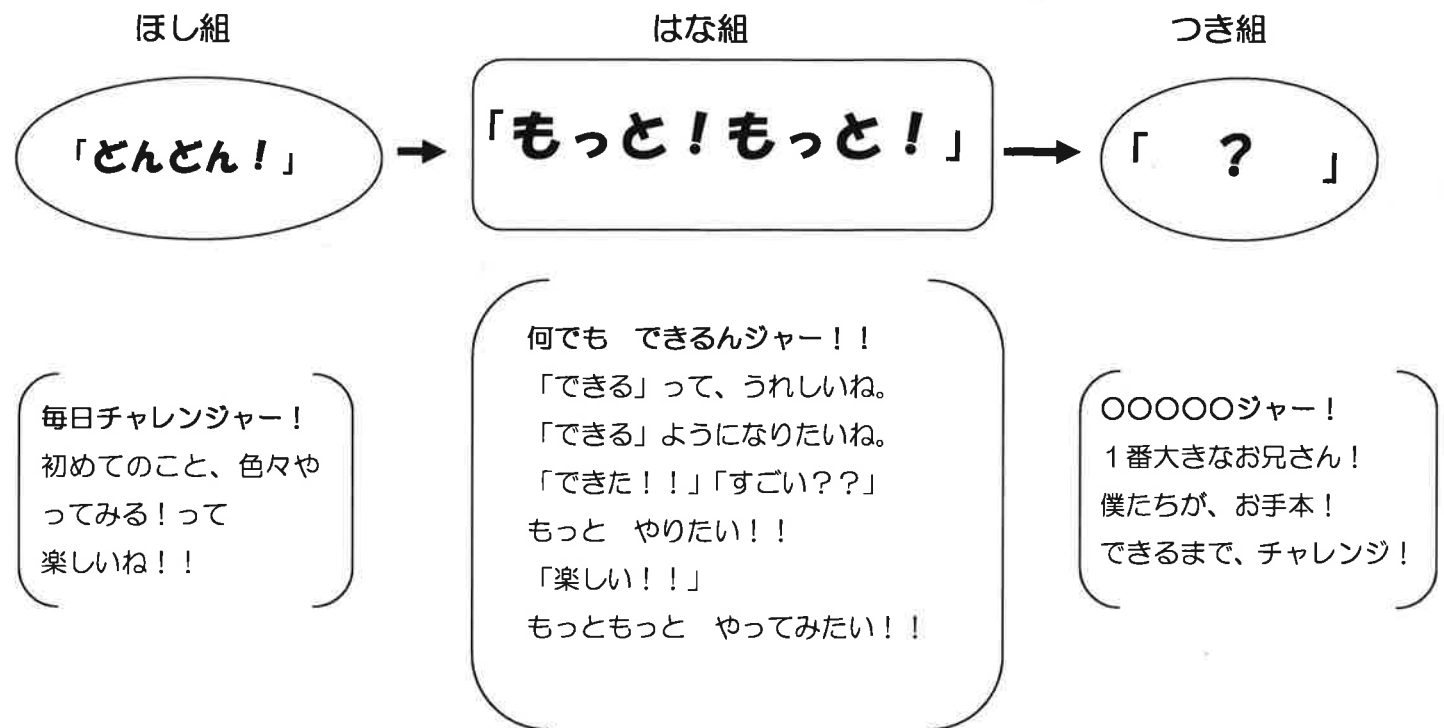 ほし組
はな組
つき組
「どんどん！」
「もっと！もっと！」
「　？　」
毎日チャレンジャー！
初めてのこと、色々や
ってみる！って
楽しいね！！
何でも　できるんジャー！！
「できる」って、うれしいね。
「できる」ようになりたいね。
「できた！！」「すごい？？」
もっと　やりたい！！
「楽しい！！」
もっともっと　やってみたい！！
〇〇〇〇〇ジャー！
１番大きなお兄さん！
僕たちが、お手本！
できるまで、チャレンジ！